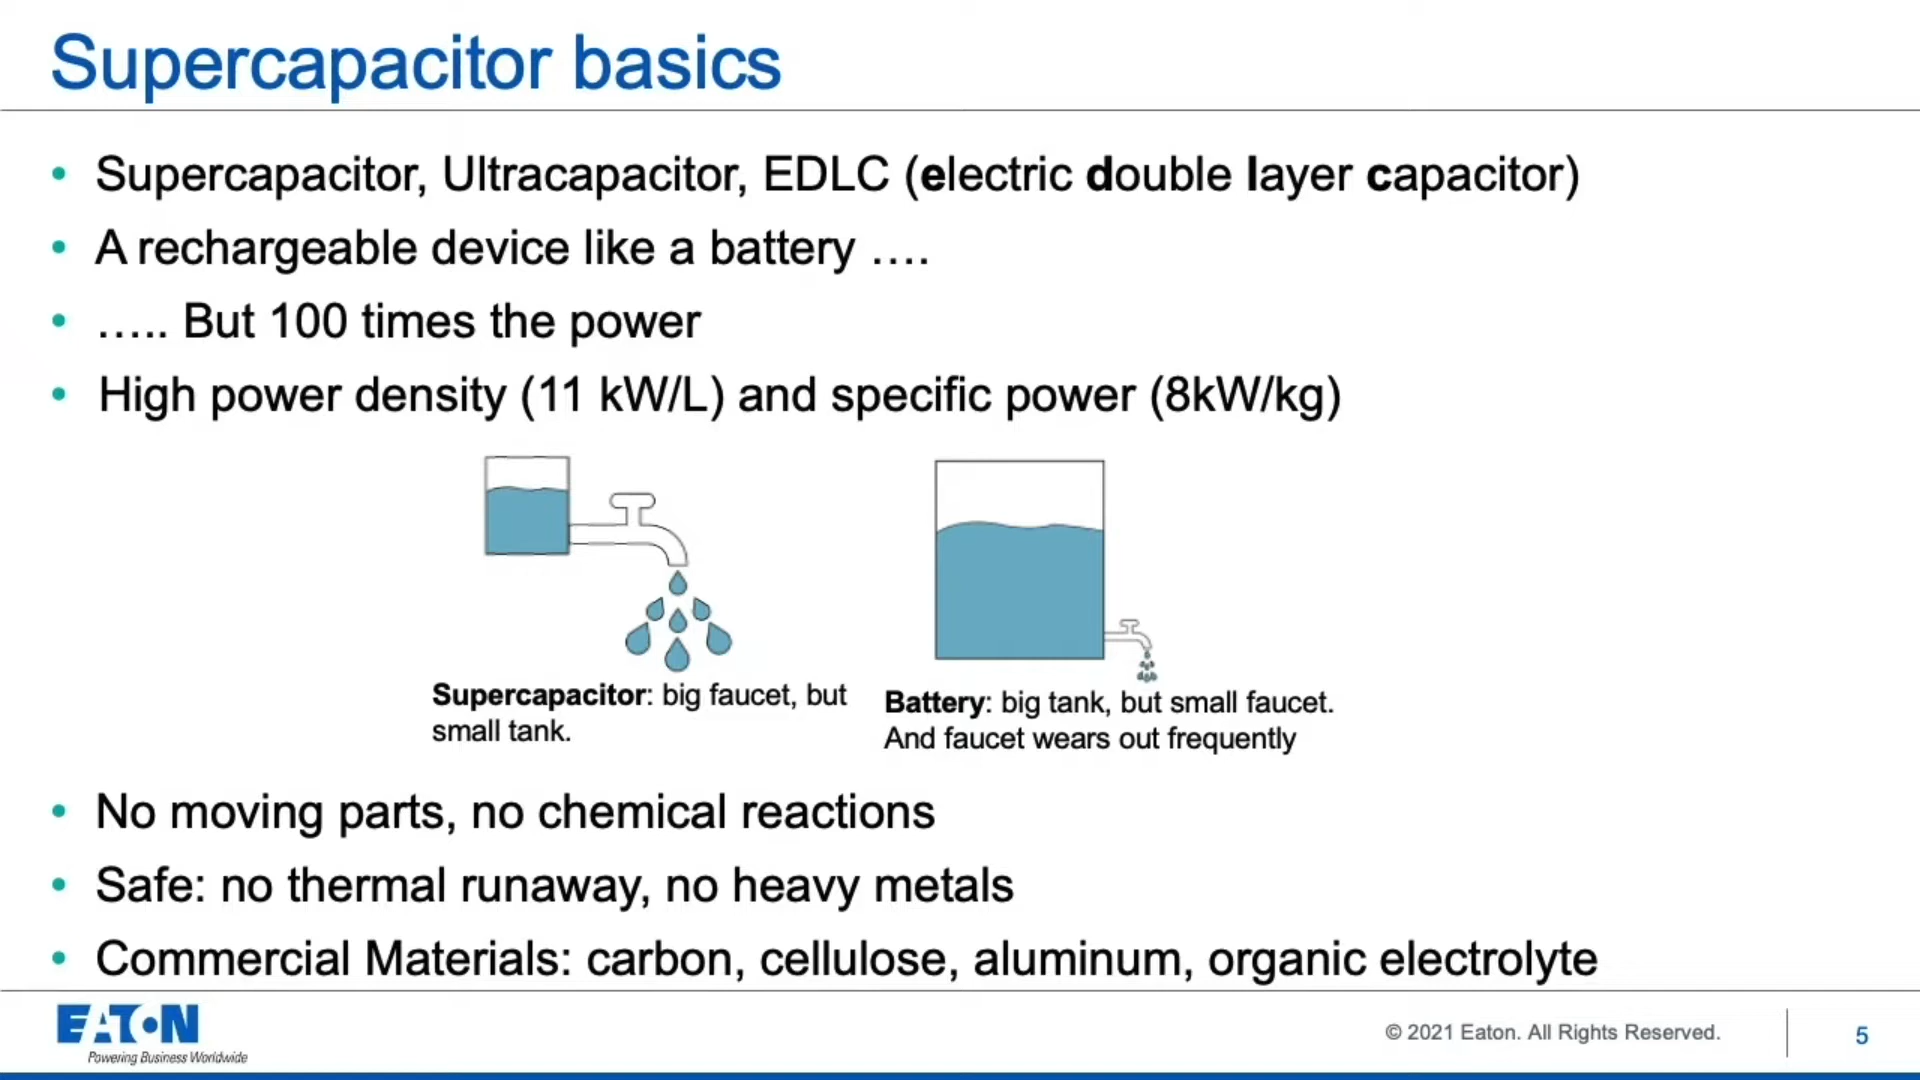 Supercapacitor basics
• Supercapacitor, Ultracapacitor, EDLC (electric double layer capacitor)
• A rechargeable device like a battery ....
• ..... But 100 times the power
• High power density (11 kW/L) and specific power (8kW/kg)
Supercapacitor: big faucet, but
small tank.
Battery: big tank, but small faucet.
And faucet wears out frequently
• No moving parts, no chemical reactions
• Safe: no thermal runaway, no heavy metals
• Commercial Materials: carbon, cellulose, aluminum, organic electrolyte
EATON
Powering Business Worldwide
© 2021 Eaton. All Rights Reserved.
5